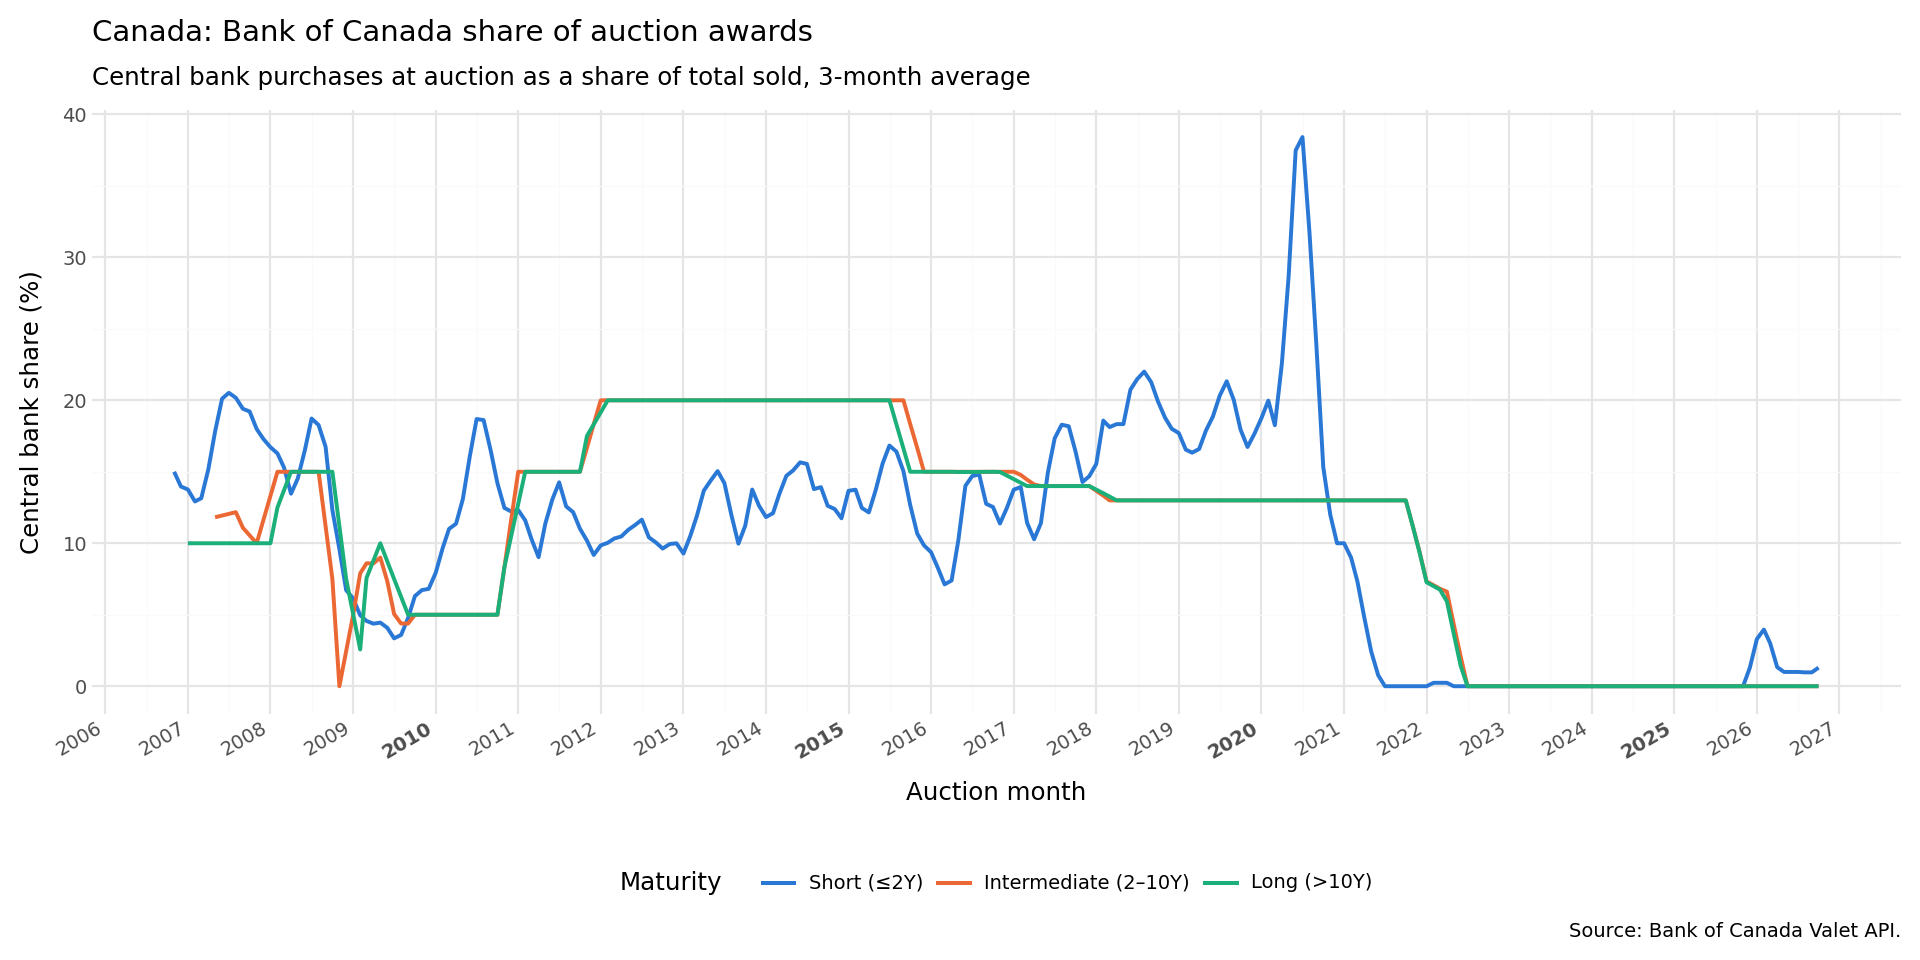 Canada: Bank of Canada share of auction awards
Central bank purchases at auction as a share of total sold, 3-month average
Central bank share (%)
40
30
20
10
0
2006 2007 2008 2009 2010 2011 2012 2013 2014 2015 2016 2017 2018 2019 2020 2021 2022 2023 2024 2025 2026 2027
Auction month
Maturity Short (≤2Y) Intermediate (2–10Y) Long (>10Y)
Source: Bank of Canada Valet API.